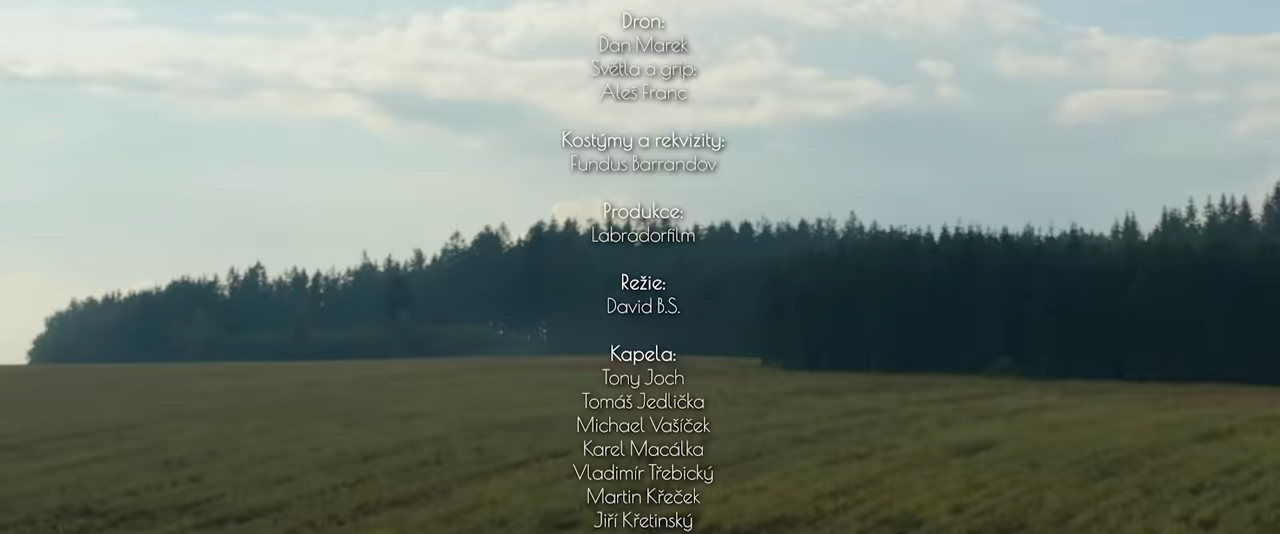 Dron:
Dan Marek
Světla a grip:
Aleš Franc
Kostýmy a rekvizity:
Fundus Barrandov
Produkce:
Labradorfilm
Režie:
David B.S.
Kapela:
Tony Joch
Tomáš Jedlička
Michael Vašíček
Karel Macálka
Vladimír Třebický
Martin Křeček
Jiří Křetinský